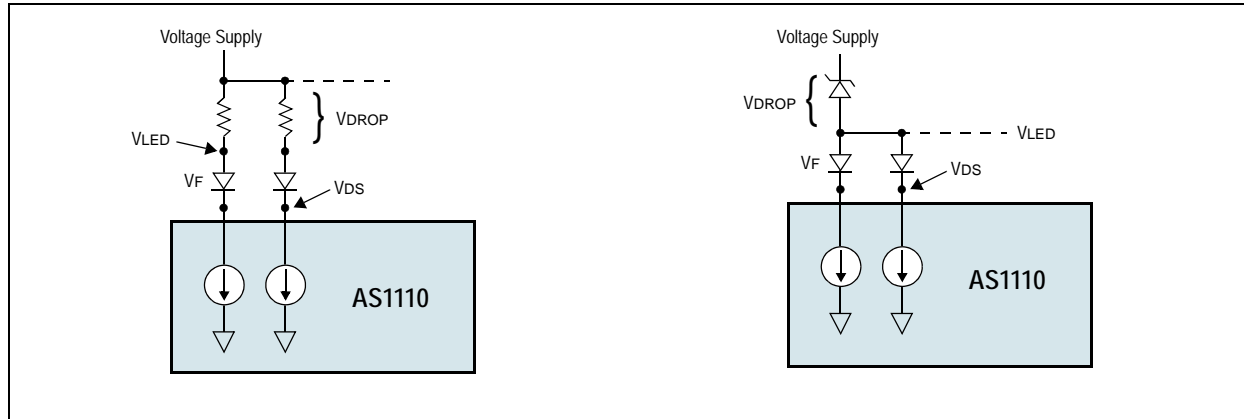 Voltage Supply
VDROP
VLED
VF
VDS
AS1110
Voltage Supply
VDROP
VLED
VF
VDS
AS1110